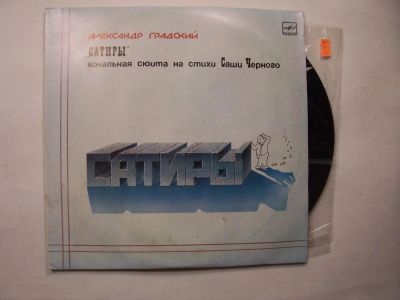 АЛЕКСАНДР ГРАДСКИЙ
„САТИРЫ"
вокальная сюита на стихи Саши Черного
САТИРЫ